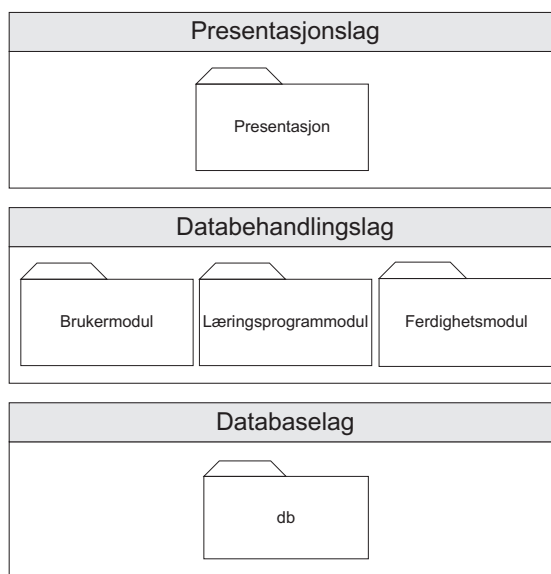 Presentasjonslag
Presentasjon
Databehandlingslag
Brukermodul
Læringsprogrammodul
Ferdighetsmodul
Databaselag
db